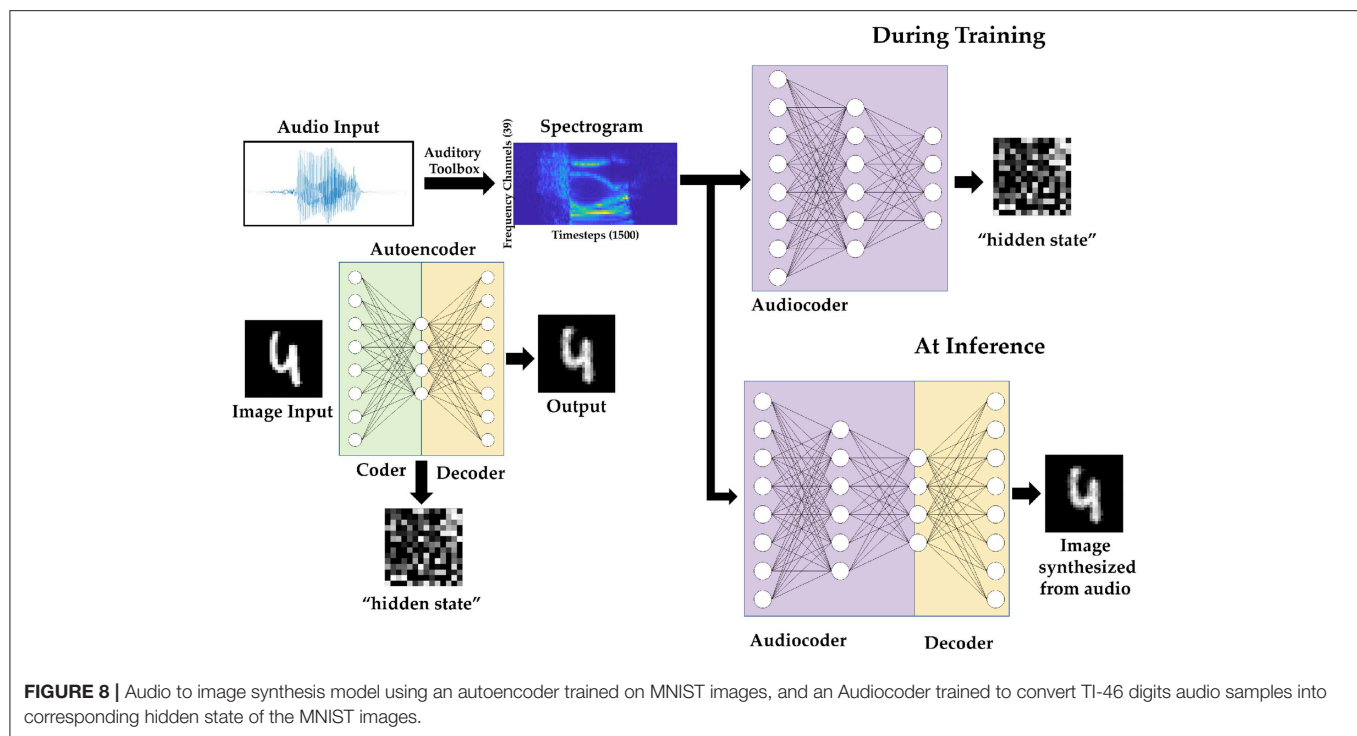 During Training
Audio Input
Auditory
Toolbox
Spectrogram
Frequency Channels (39)
Timesteps (1500)
Audiocoder
"hidden state"
Autoencoder
Image Input
Coder
Decoder
Output
"hidden state"
At Inference
Audiocoder
Decoder
Image
synthesized
from audio
FIGURE 8 | Audio to image synthesis model using an autoencoder trained on MNIST images, and an Audiocoder trained to convert TI-46 digits audio samples into
corresponding hidden state of the MNIST images.